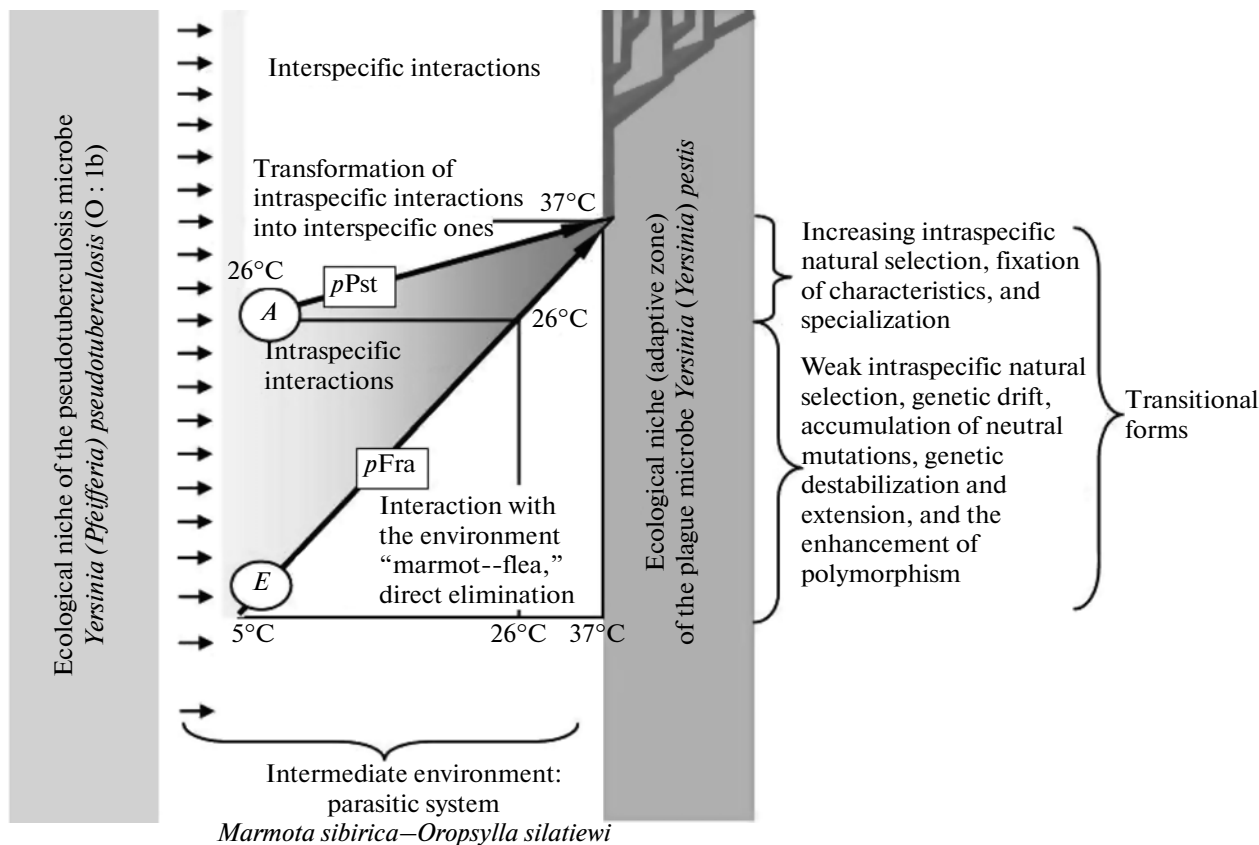 Ecological niche of the pseudotuberculosis microbe
Yersinia (Pfeifferia) pseudotuberculosis (O : 1b)
Interspecific interactions
Transformation of
intraspecific interactions
into interspecific ones
37°C
26°C
A
pPst
26°C
Intraspecific
interactions
pFra
Interaction with
the environment
“marmot--flea,”
direct elimination
E
5°C
26°C
37°C
Intermediate environment:
parasitic system
Marmota sibirica–Oropsylla silatiewi
Ecological niche (adaptive zone)
of the plague microbe Yersinia (Yersinia) pestis
Increasing intraspecific
natural selection, fixation
of characteristics, and
specialization
Weak intraspecific natural
selection, genetic drift,
accumulation of neutral
mutations, genetic
destabilization and
extension, and the
enhancement of
polymorphism
Transitional
forms